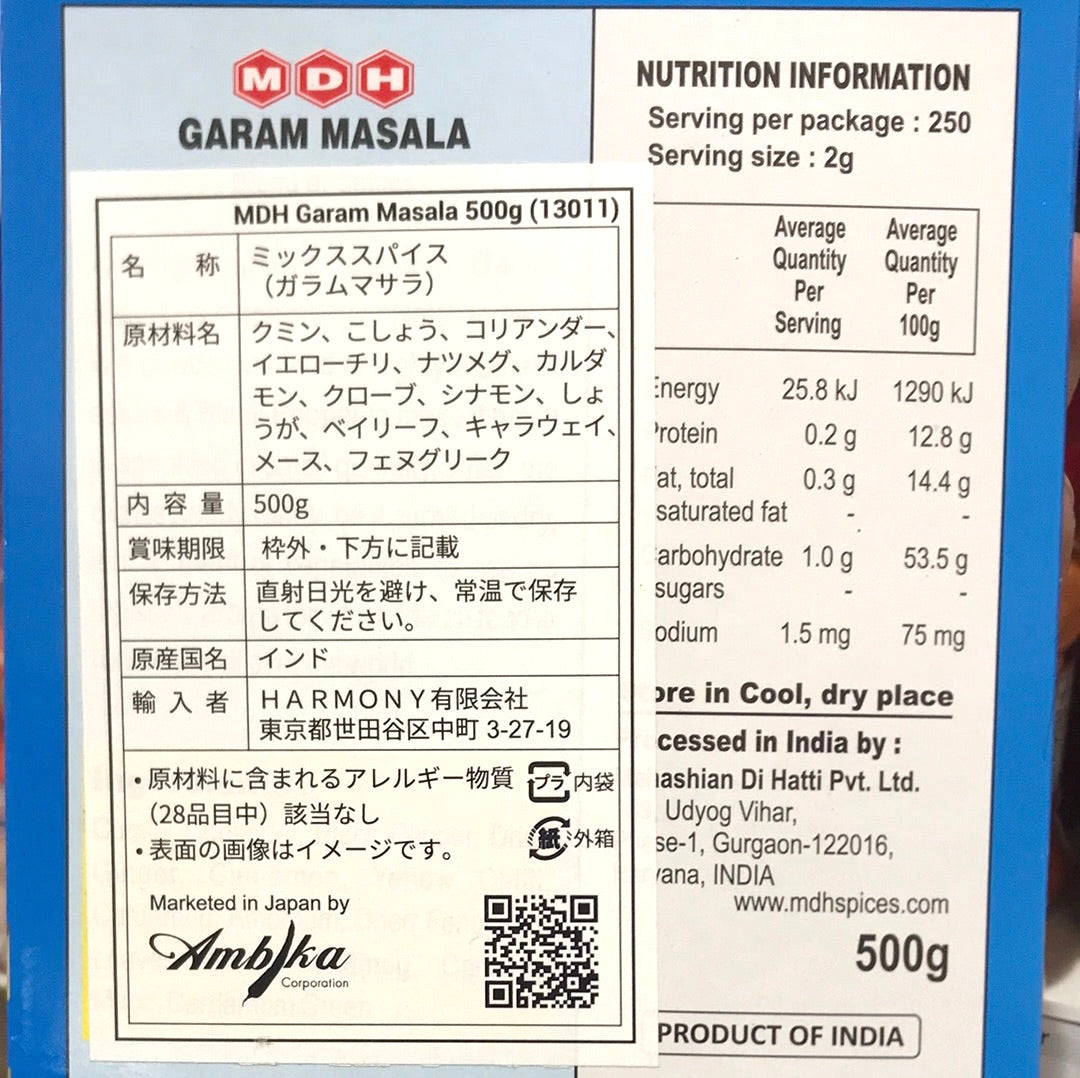 MDH
GARAM MASALA
MDH Garam Masala 500g (13011)
名 称 ミックススパイス
（ガラムマサラ）
原材料名 クミン、こしょう、コリアンダー、
イエローチリ、ナツメグ、カルダ
モン、クローブ、シナモン、しょ
うが、ベイリーフ、キャラウェイ、
メース、フェヌグリーク
内容量 500g
賞味期限 枠外・下方に記載
保存方法 直射日光を避け、常温で保存
してください。
原産国名 インド
輸入者 HARMONY有限会社
東京都世田谷区中町 3-27-19
・原材料に含まれるアレルギー物質
（28品目中）該当なし
・表面の画像はイメージです。
プラ 内袋
紙 外箱
Marketed in Japan by
Ambika
Corporation
NUTRITION INFORMATION
Serving per package : 250
Serving size : 2g
Average Quantity Per Serving
Average Quantity Per 100g
Energy 25.8 kJ 1290 kJ
Protein 0.2 g 12.8 g
at, total 0.3 g 14.4 g
saturated fat - -
arbohydrate 1.0 g 53.5 g
sugars - -
odium 1.5 mg 75 mg
ore in Cool, dry place
cessed in India by :
ashian Di Hatti Pvt. Ltd.
Udyog Vihar,
se-1, Gurgaon-122016,
yana, INDIA
www.mdhspices.com
500g
PRODUCT OF INDIA